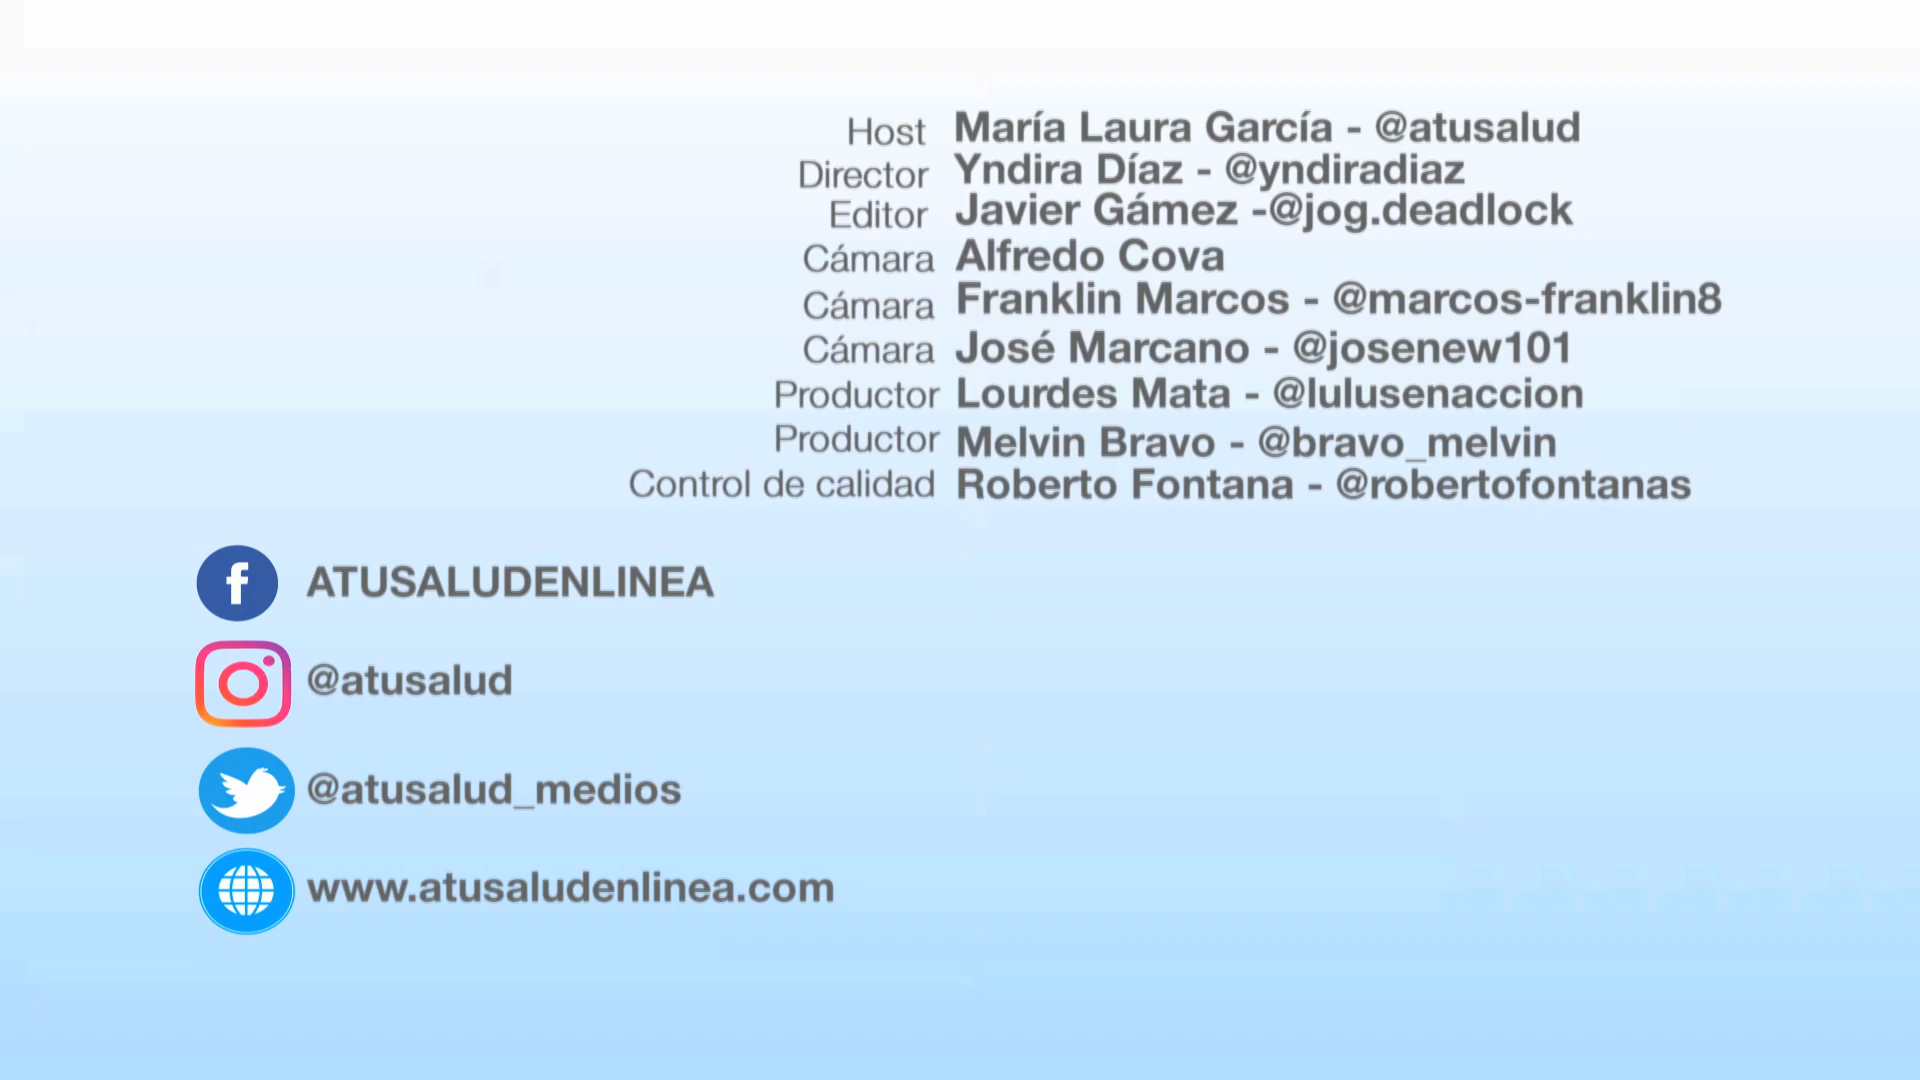 Host María Laura García - @atusalud
Director Yndira Díaz - @yndiradiaz
Editor Javier Gámez -@jog.deadlock
Cámara Alfredo Cova
Cámara Franklin Marcos - @marcos-franklin8
Cámara José Marcano - @josenew101
Productor Lourdes Mata - @lulusenaccion
Productor Melvin Bravo - @bravo_melvin
Control de calidad Roberto Fontana - @robertofontanas
ATUSALUDENLINEA
@atusalud
@atusalud_medios
www.atusaludenlinea.com